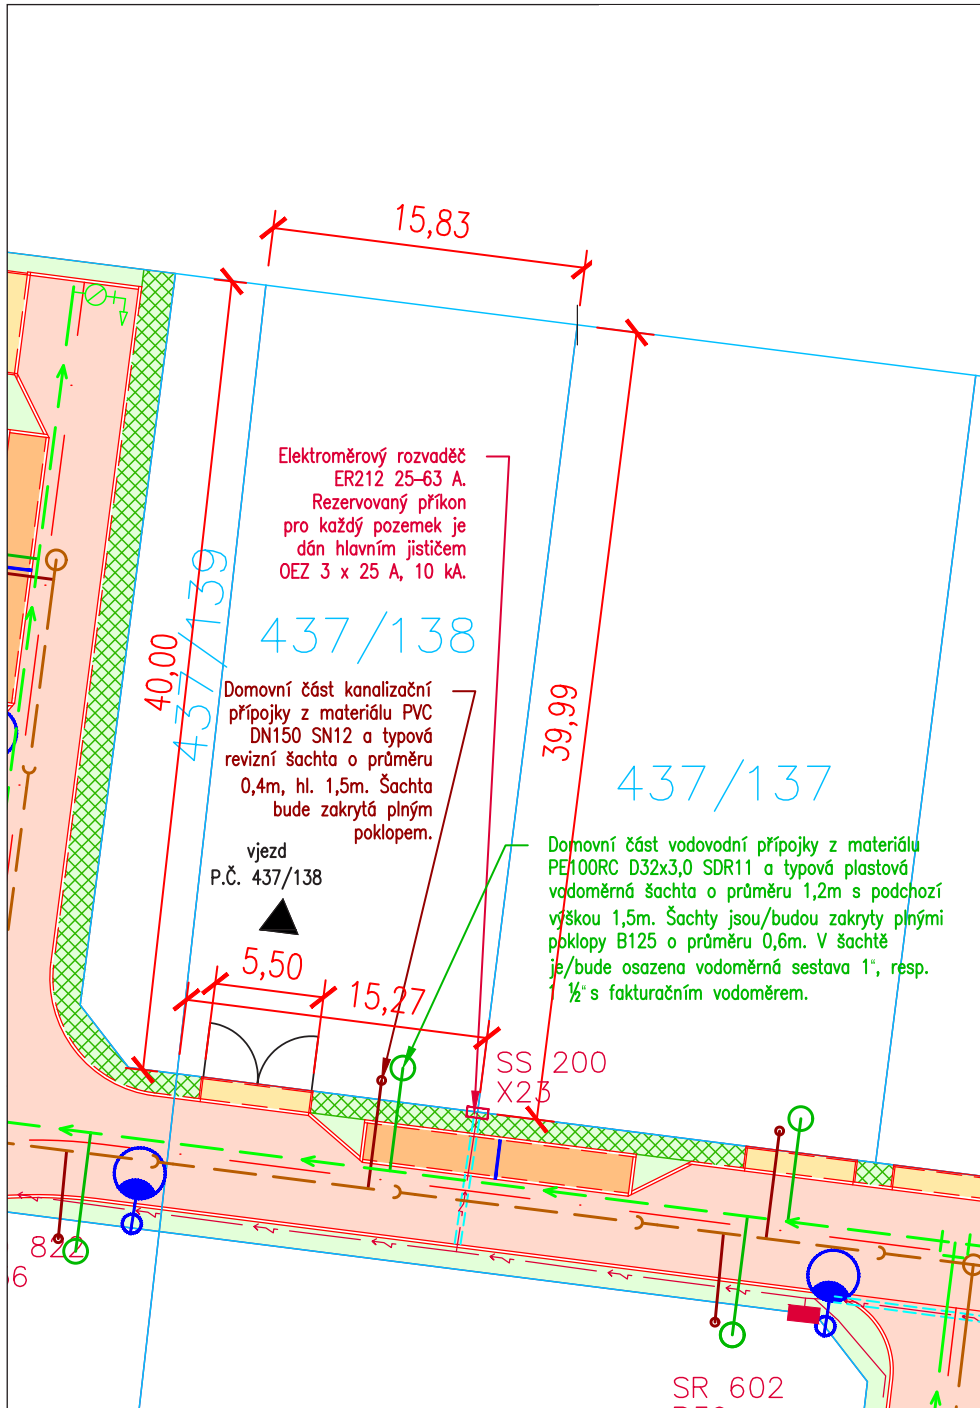 15,83
Elektroměrový rozvaděč
ER212 25–63 A.
Rezervovaný příkon
pro každý pozemek je
dán hlavním jističem
OEZ 3 x 25 A, 10 kA.
437/139
437/138
40,00
39,99
Domovní část kanalizační
přípojky z materiálu PVC
DN150 SN12 a typová
revizní šachta o průměru
0,4m, hl. 1,5m. Šachta
bude zakrytá plným
poklopem.
437/137
vjezd
P.Č. 437/138
Domovní část vodovodní přípojky z materiálu
PE100RC D32x3,0 SDR11 a typová plastová
vodoměrná šachta o průměru 1,2m s podchozí
výškou 1,5m. Šachty jsou/budou zakryty plnými
poklopy B125 o průměru 0,6m. V šachtě
je/bude osazena vodoměrná sestava 1“, resp.
1 ½“ s fakturačním vodoměrem.
5,50
15,27
SS 200
X23
822
36
SR 602